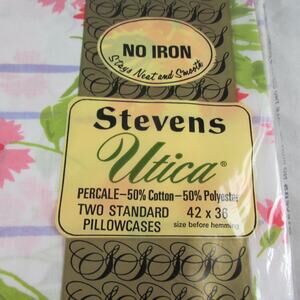 NO IRON
Stays Neat and Smooth
Stevens
Utica®
PERCALE—50% Cotton—50% Polyester
TWO STANDARD 42 x 36
PILLOWCASES size before hemming